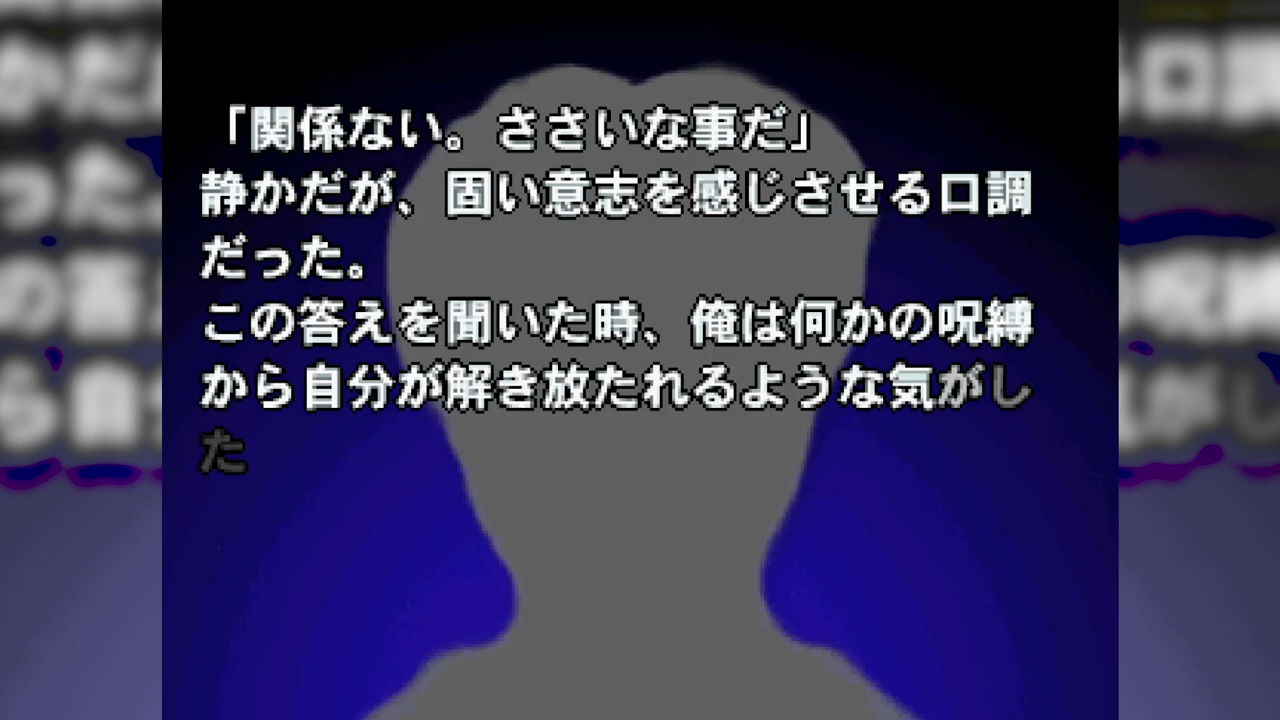 「関係ない。ささいな事だ」
静かだが、固い意志を感じさせる口調
だった。
この答えを聞いた時、俺は何かの呪縛
から自分が解き放たれるような気がし
た